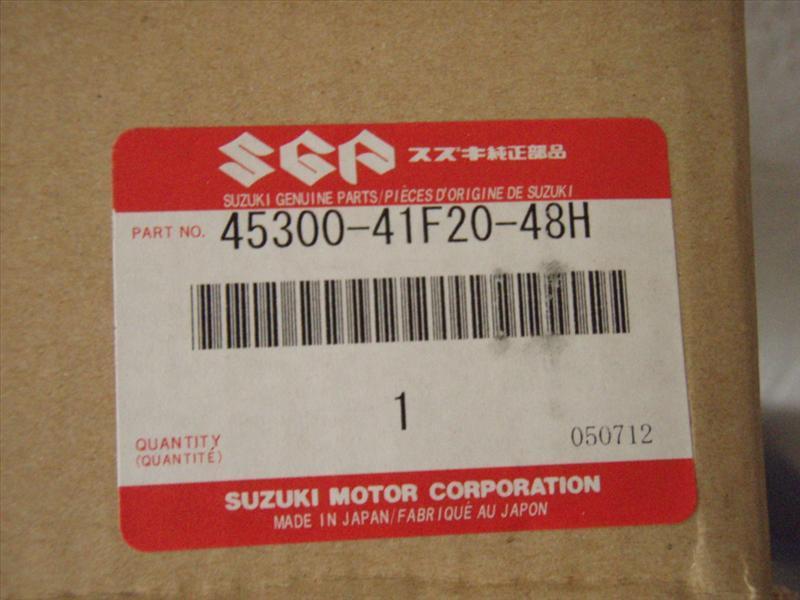 SGP スズキ純正部品
SUZUKI GENUINE PARTS/PIÈCES D'ORIGINE DE SUZUKI
PART NO. 45300-41F20-48H
1
QUANTITY
(QUANTITÉ)
050712
SUZUKI MOTOR CORPORATION
MADE IN JAPAN/FABRIQUÉ AU JAPON